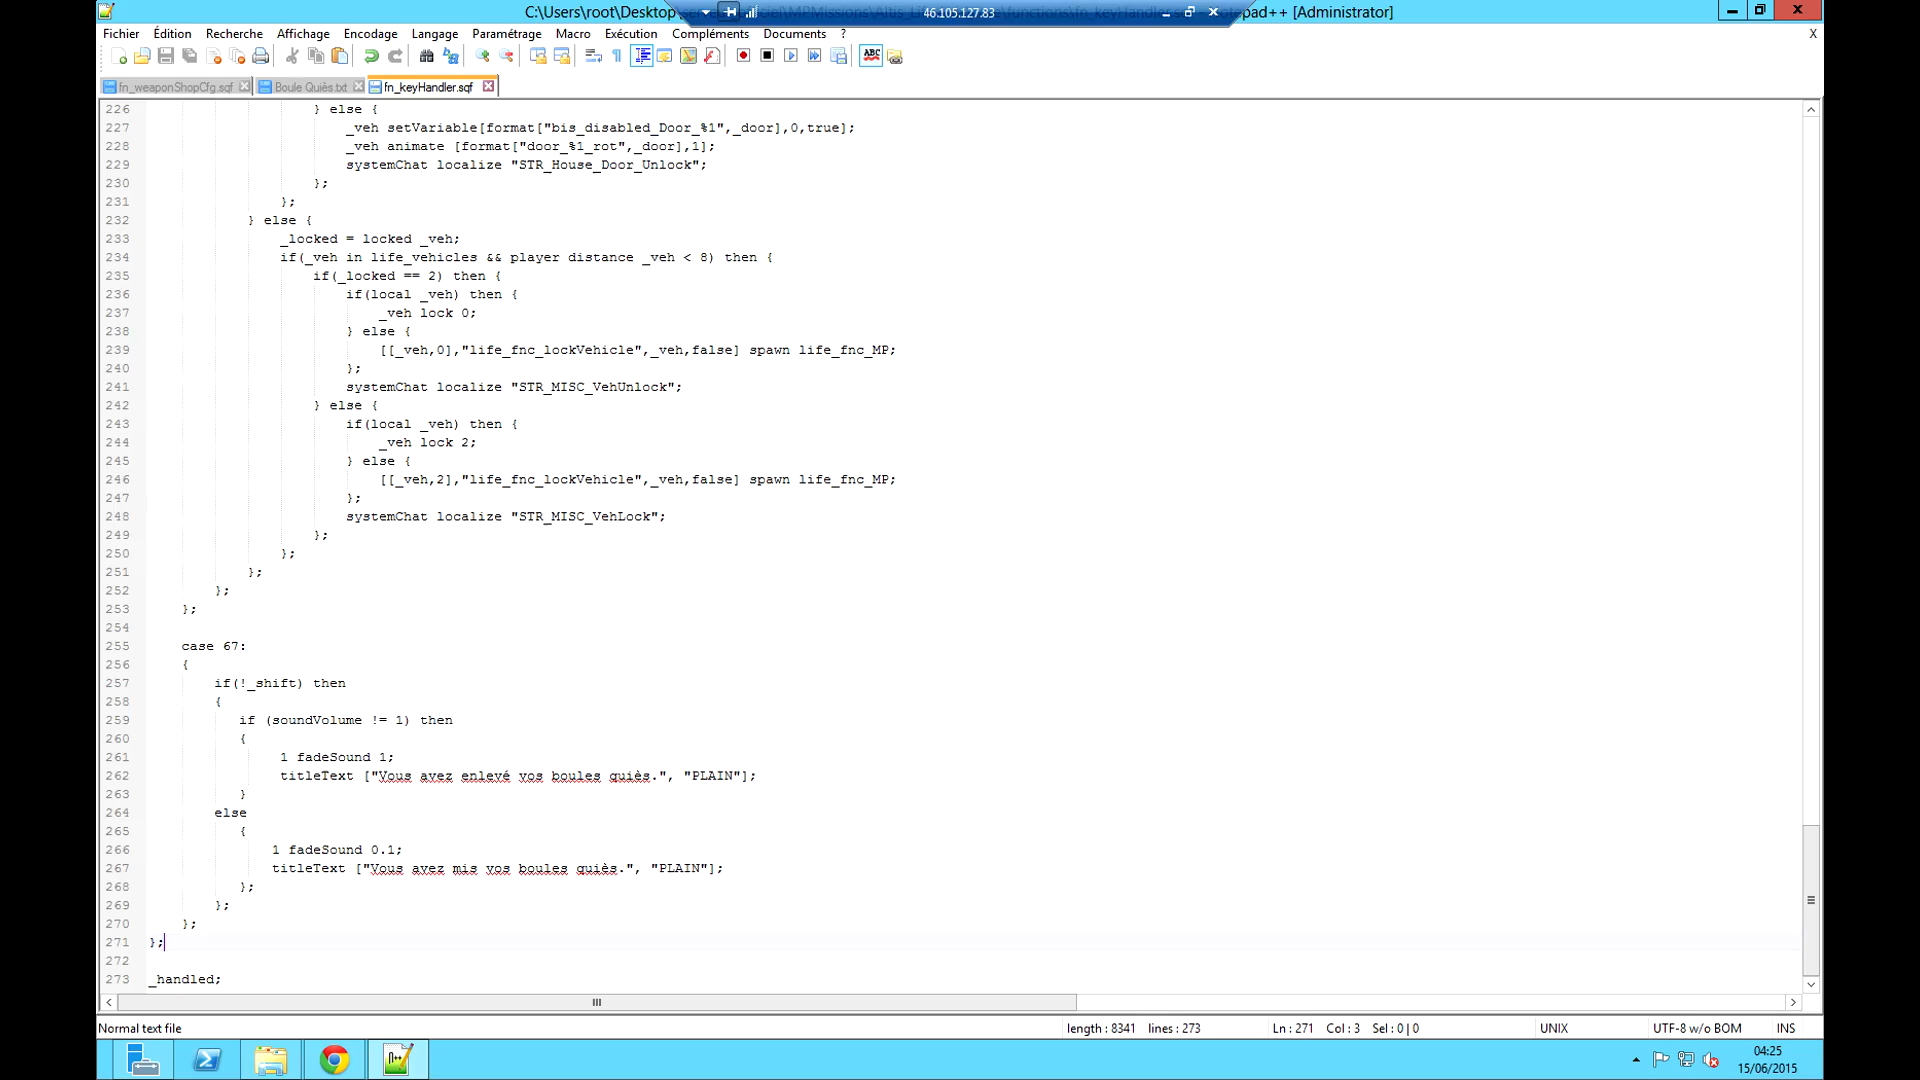 C:\Users\root\Desktop
46.105.127.83
[Administrator]
Fichier Édition Recherche Affichage Encodage Langage Paramétrage Macro Exécution Compléments Documents ? X
fn_weaponShopCfg.sqf Boule Quiès.txt fn_keyHandler.sqf
226 } else {
227 _veh setVariable[format["bis_disabled_Door_%1",_door],0,true];
228 _veh animate [format["door_%1_rot",_door],1];
229 systemChat localize "STR_House_Door_Unlock";
230 };
231 };
232 } else {
233 _locked = locked _veh;
234 if(_veh in life_vehicles && player distance _veh < 8) then {
235 if(_locked == 2) then {
236 if(local _veh) then {
237 _veh lock 0;
238 } else {
239 [[_veh,0],"life_fnc_lockVehicle",_veh,false] spawn life_fnc_MP;
240 };
241 systemChat localize "STR_MISC_VehUnlock";
242 } else {
243 if(local _veh) then {
244 _veh lock 2;
245 } else {
246 [[_veh,2],"life_fnc_lockVehicle",_veh,false] spawn life_fnc_MP;
247 };
248 systemChat localize "STR_MISC_VehLock";
249 };
250 };
251 };
252 };
253 };
254
255 case 67:
256 {
257 if(!_shift) then
258 {
259 if (soundVolume != 1) then
260 {
261 1 fadeSound 1;
262 titleText ["Vous avez enlevé vos boules quiès.", "PLAIN"];
263 }
264 else
265 {
266 1 fadeSound 0.1;
267 titleText ["Vous avez mis vos boules quiès.", "PLAIN"];
268 };
269 };
270 };
271 };
272
273 _handled;
Normal text file length : 8341 lines : 273 Ln : 271 Col : 3 Sel : 0 | 0 UNIX UTF-8 w/o BOM INS
04:25
15/06/2015